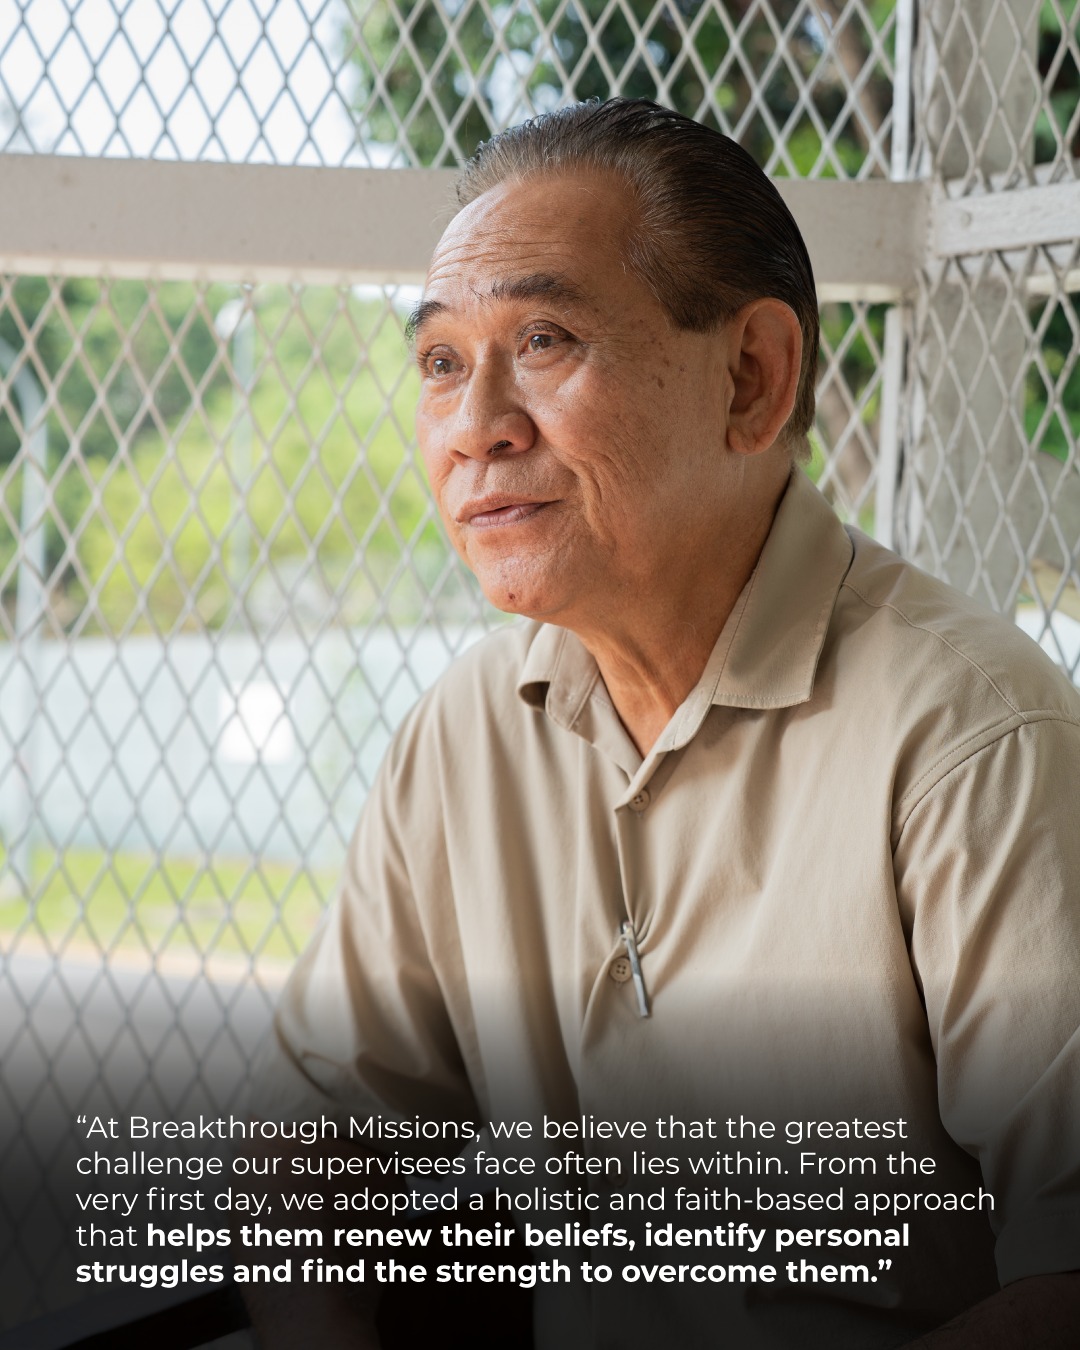 “At Breakthrough Missions, we believe that the greatest
challenge our supervisees face often lies within. From the
very first day, we adopted a holistic and faith-based approach
that helps them renew their beliefs, identify personal
struggles and find the strength to overcome them.”